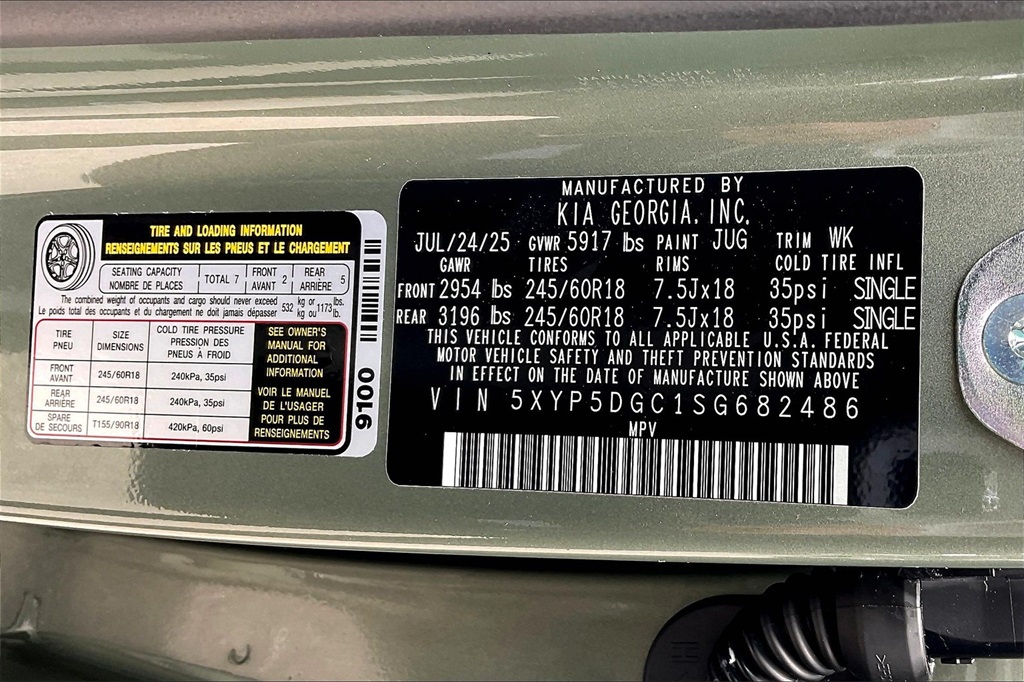 TIRE AND LOADING INFORMATION
RENSEIGNEMENTS SUR LES PNEUS ET LE CHARGEMENT
SEATING CAPACITY
NOMBRE DE PLACES
TOTAL 7
FRONT
AVANT 2
REAR
ARRIÈRE 5
The combined weight of occupants and cargo should never exceed 532 kg or 1173 lbs.
Le poids total des occupants et du chargement ne doit jamais dépasser 532 kg ou 1173 lb.
TIRE
PNEU
SIZE
DIMENSIONS
COLD TIRE PRESSURE
PRESSION DES
PNEUS À FROID
FRONT
AVANT
245/60R18
240kPa, 35psi
REAR
ARRIÈRE
245/60R18
240kPa, 35psi
SPARE
DE SECOURS
T155/90R18
420kPa, 60psi
SEE OWNER'S
MANUAL FOR
ADDITIONAL
INFORMATION
VOIR LE MANUEL
DE L'USAGER
POUR PLUS DE
RENSEIGNEMENTS
9100
MANUFACTURED BY
KIA GEORGIA, INC.
JUL/24/25 GVWR 5917 lbs PAINT JUG TRIM WK
GAWR TIRES RIMS COLD TIRE INFL
FRONT 2954 lbs 245/60R18 7.5Jx18 35psi SINGLE
REAR 3196 lbs 245/60R18 7.5Jx18 35psi SINGLE
THIS VEHICLE CONFORMS TO ALL APPLICABLE U.S.A. FEDERAL
MOTOR VEHICLE SAFETY AND THEFT PREVENTION STANDARDS
IN EFFECT ON THE DATE OF MANUFACTURE SHOWN ABOVE
VIN 5XYP5DGC1SG682486
MPV